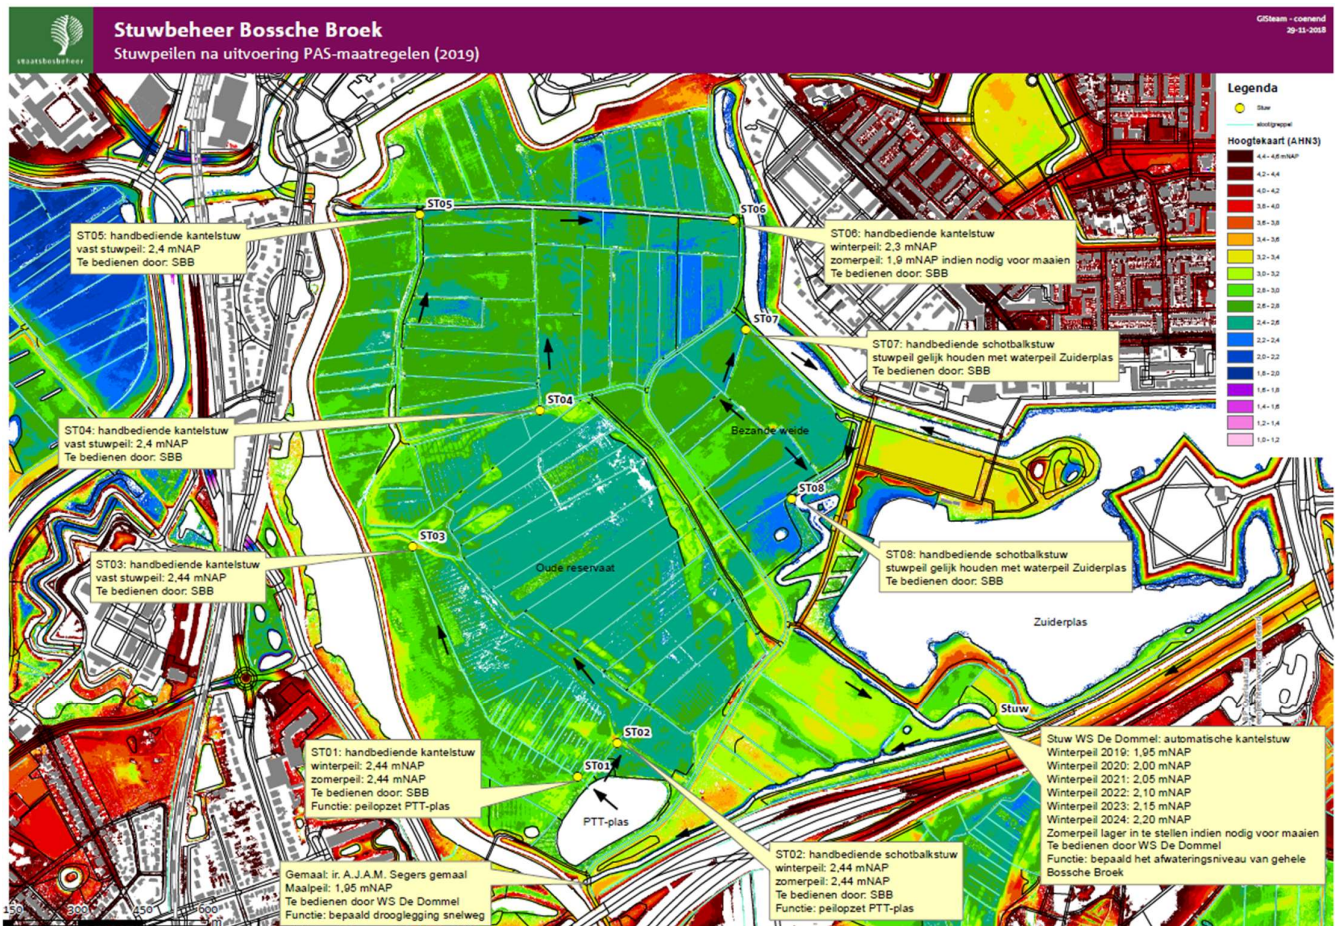 staatsbosbeheer
Stuwbeheer Bossche Broek
Stuwpeilen na uitvoering PAS-maatregelen (2019)
GISteam - coenend
29-11-2018
Legenda
Stuw
sloot/greppel
Hoogtekaart (AHN3)
4,4 - 4,6 mNAP
4,2 - 4,4
4,0 - 4,2
3,8 - 4,0
3,6 - 3,8
3,4 - 3,6
3,2 - 3,4
3,0 - 3,2
2,8 - 3,0
2,6 - 2,8
2,4 - 2,6
2,2 - 2,4
2,0 - 2,2
1,8 - 2,0
1,6 - 1,8
1,4 - 1,6
1,2 - 1,4
1,0 - 1,2
ST05
ST05: handbediende kantelstuw
vast stuwpeil: 2,4 mNAP
Te bedienen door: SBB
ST06
ST06: handbediende kantelstuw
winterpeil: 2,3 mNAP
zomerpeil: 1,9 mNAP indien nodig voor maaien
Te bedienen door: SBB
ST07
ST07: handbediende schotbalkstuw
stuwpeil gelijk houden met waterpeil Zuiderplas
Te bedienen door: SBB
ST04
ST04: handbediende kantelstuw
vast stuwpeil: 2,4 mNAP
Te bedienen door: SBB
Bezande weide
ST08
ST08: handbediende schotbalkstuw
stuwpeil gelijk houden met waterpeil Zuiderplas
Te bedienen door: SBB
ST03
ST03: handbediende kantelstuw
vast stuwpeil: 2,44 mNAP
Te bedienen door: SBB
Oude reservaat
Zuiderplas
Stuw
Stuw WS De Dommel: automatische kantelstuw
Winterpeil 2019: 1,95 mNAP
Winterpeil 2020: 2,00 mNAP
Winterpeil 2021: 2,05 mNAP
Winterpeil 2022: 2,10 mNAP
Winterpeil 2023: 2,15 mNAP
Winterpeil 2024: 2,20 mNAP
Zomerpeil lager in te stellen indien nodig voor maaien
Te bedienen door WS De Dommel
Functie: bepaald het afwateringsniveau van gehele
Bossche Broek
ST02
ST01
ST01: handbediende kantelstuw
winterpeil: 2,44 mNAP
zomerpeil: 2,44 mNAP
Te bedienen door: SBB
Functie: peilopzet PTT-plas
PTT-plas
ST02: handbediende schotbalkstuw
winterpeil: 2,44 mNAP
zomerpeil: 2,44 mNAP
Te bedienen door: SBB
Functie: peilopzet PTT-plas
Gemaal: ir. A.J.A.M. Segers gemaal
Maalpeil: 1,95 mNAP
Te bedienen door WS De Dommel
Functie: bepaald drooglegging snelweg
150 300 450 600